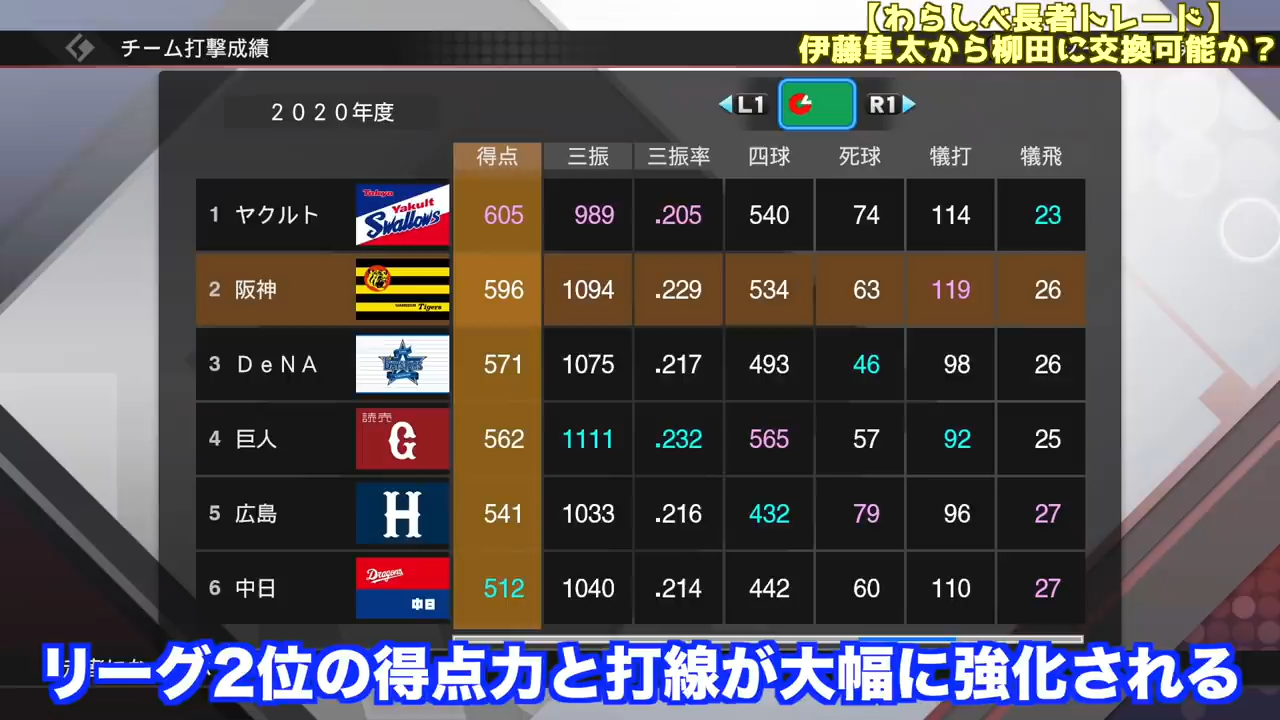 【わらしべ長者トレード】
伊藤隼太から柳田に交換可能か？
チーム打撃成績
２０２０年度
L1 R1
得点 三振 三振率 四球 死球 犠打 犠飛
1 ヤクルト Tokyo Yakult Swallows 605 989 .205 540 74 114 23
2 阪神 HANSHIN Tigers 596 1094 .229 534 63 119 26
3 ＤｅＮＡ 571 1075 .217 493 46 98 26
4 巨人 読売 G 562 1111 .232 565 57 92 25
5 広島 H 541 1033 .216 432 79 96 27
6 中日 Dragons 中日 512 1040 .214 442 60 110 27
リーグ2位の得点力と打線が大幅に強化される